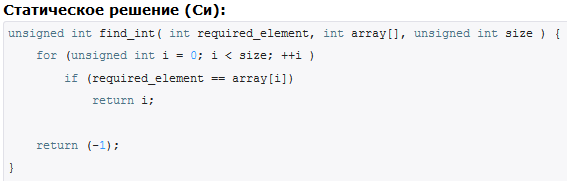 Статическое решение (Си):
unsigned int find_int( int required_element, int array[], unsigned int size ) {
    for (unsigned int i = 0; i < size; ++i )
        if (required_element == array[i])
            return i;
    return (-1);
}